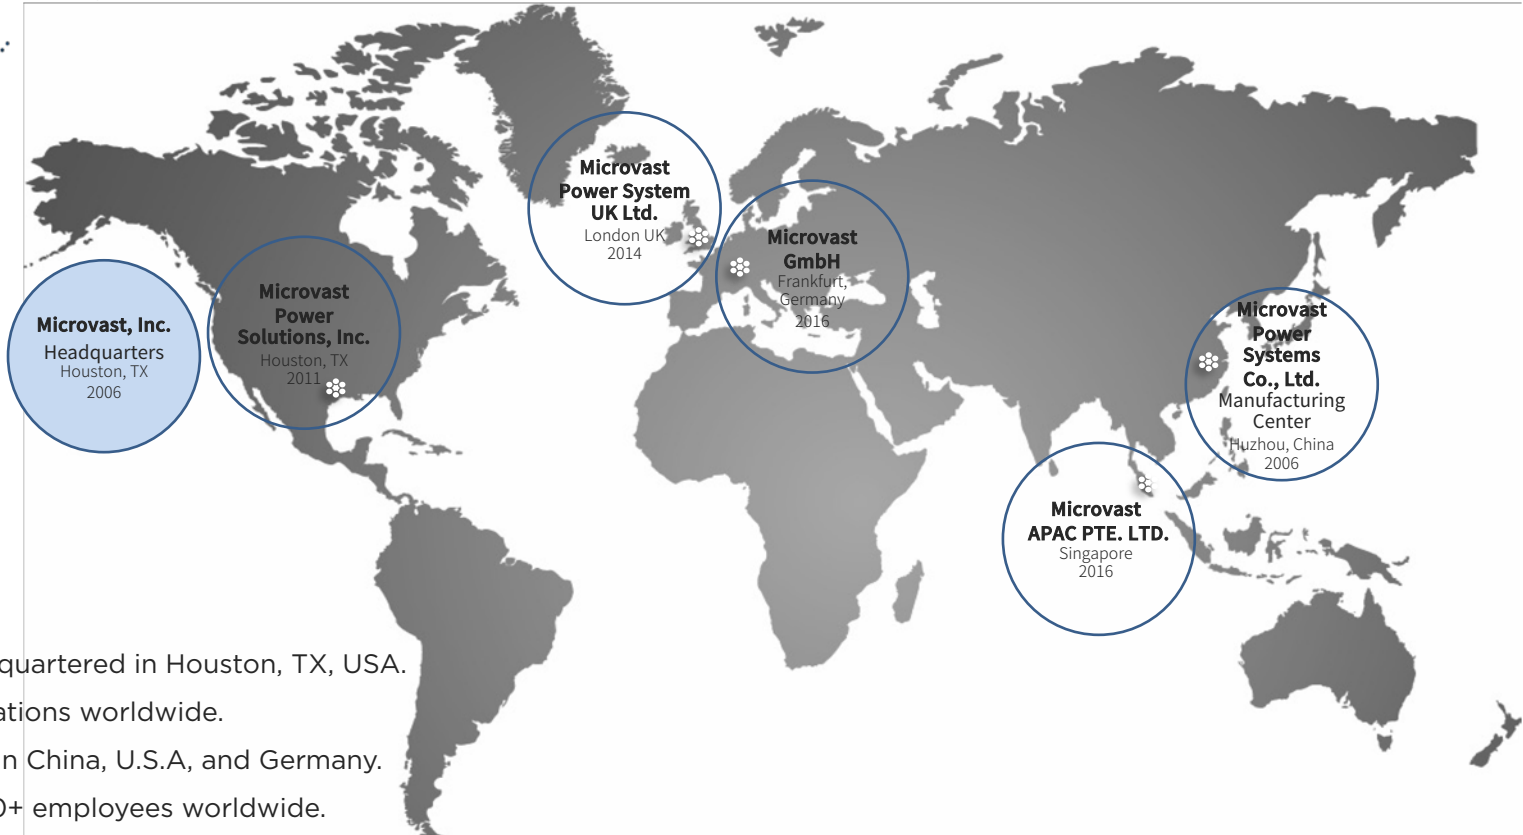 Microvast
Power System
UK Ltd.
London UK
2014
Microvast
GmbH
Frankfurt,
Germany
2016
Microvast, Inc.
Headquarters
Houston, TX
2006
Microvast
Power
Solutions, Inc.
Houston, TX
2011
Microvast
Power
Systems
Co., Ltd.
Manufacturing
Center
Huzhou, China
2006
Microvast
APAC PTE. LTD.
Singapore
2016
quartered in Houston, TX, USA.
ations worldwide.
n China, U.S.A, and Germany.
0+ employees worldwide.